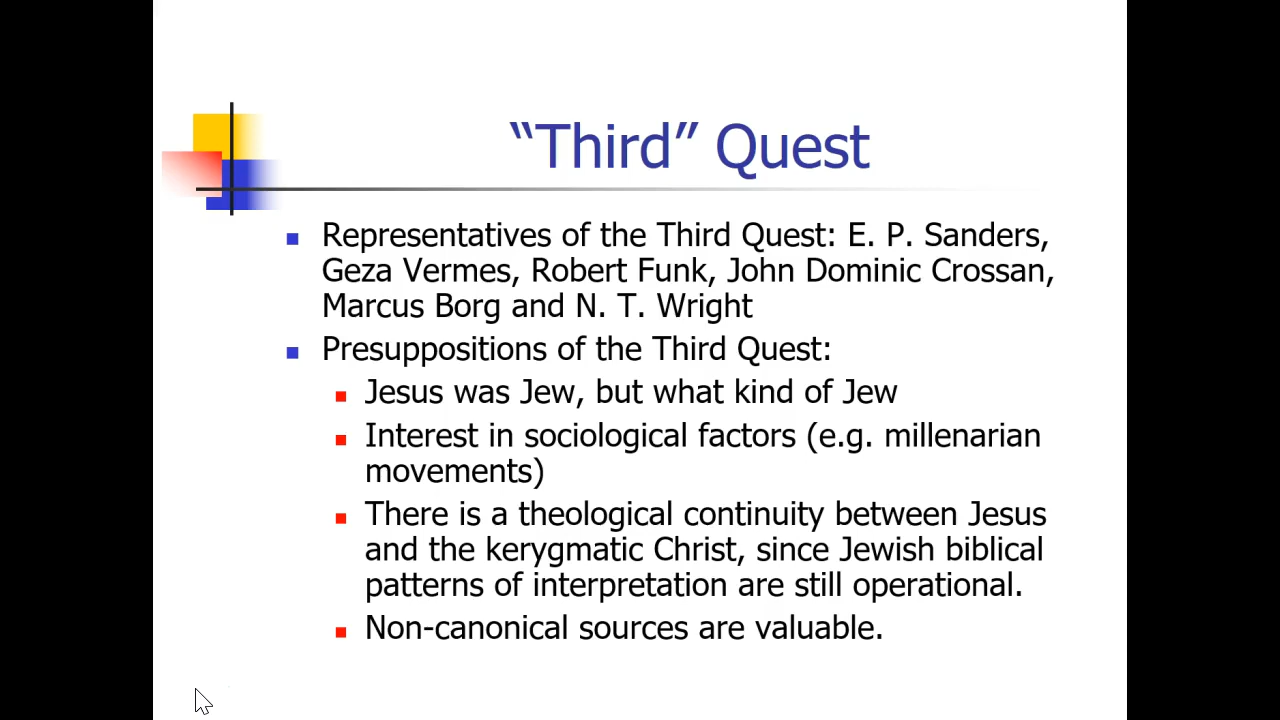 “Third” Quest
Representatives of the Third Quest: E. P. Sanders,
Geza Vermes, Robert Funk, John Dominic Crossan,
Marcus Borg and N. T. Wright
Presuppositions of the Third Quest:
Jesus was Jew, but what kind of Jew
Interest in sociological factors (e.g. millenarian
movements)
There is a theological continuity between Jesus
and the kerygmatic Christ, since Jewish biblical
patterns of interpretation are still operational.
Non-canonical sources are valuable.